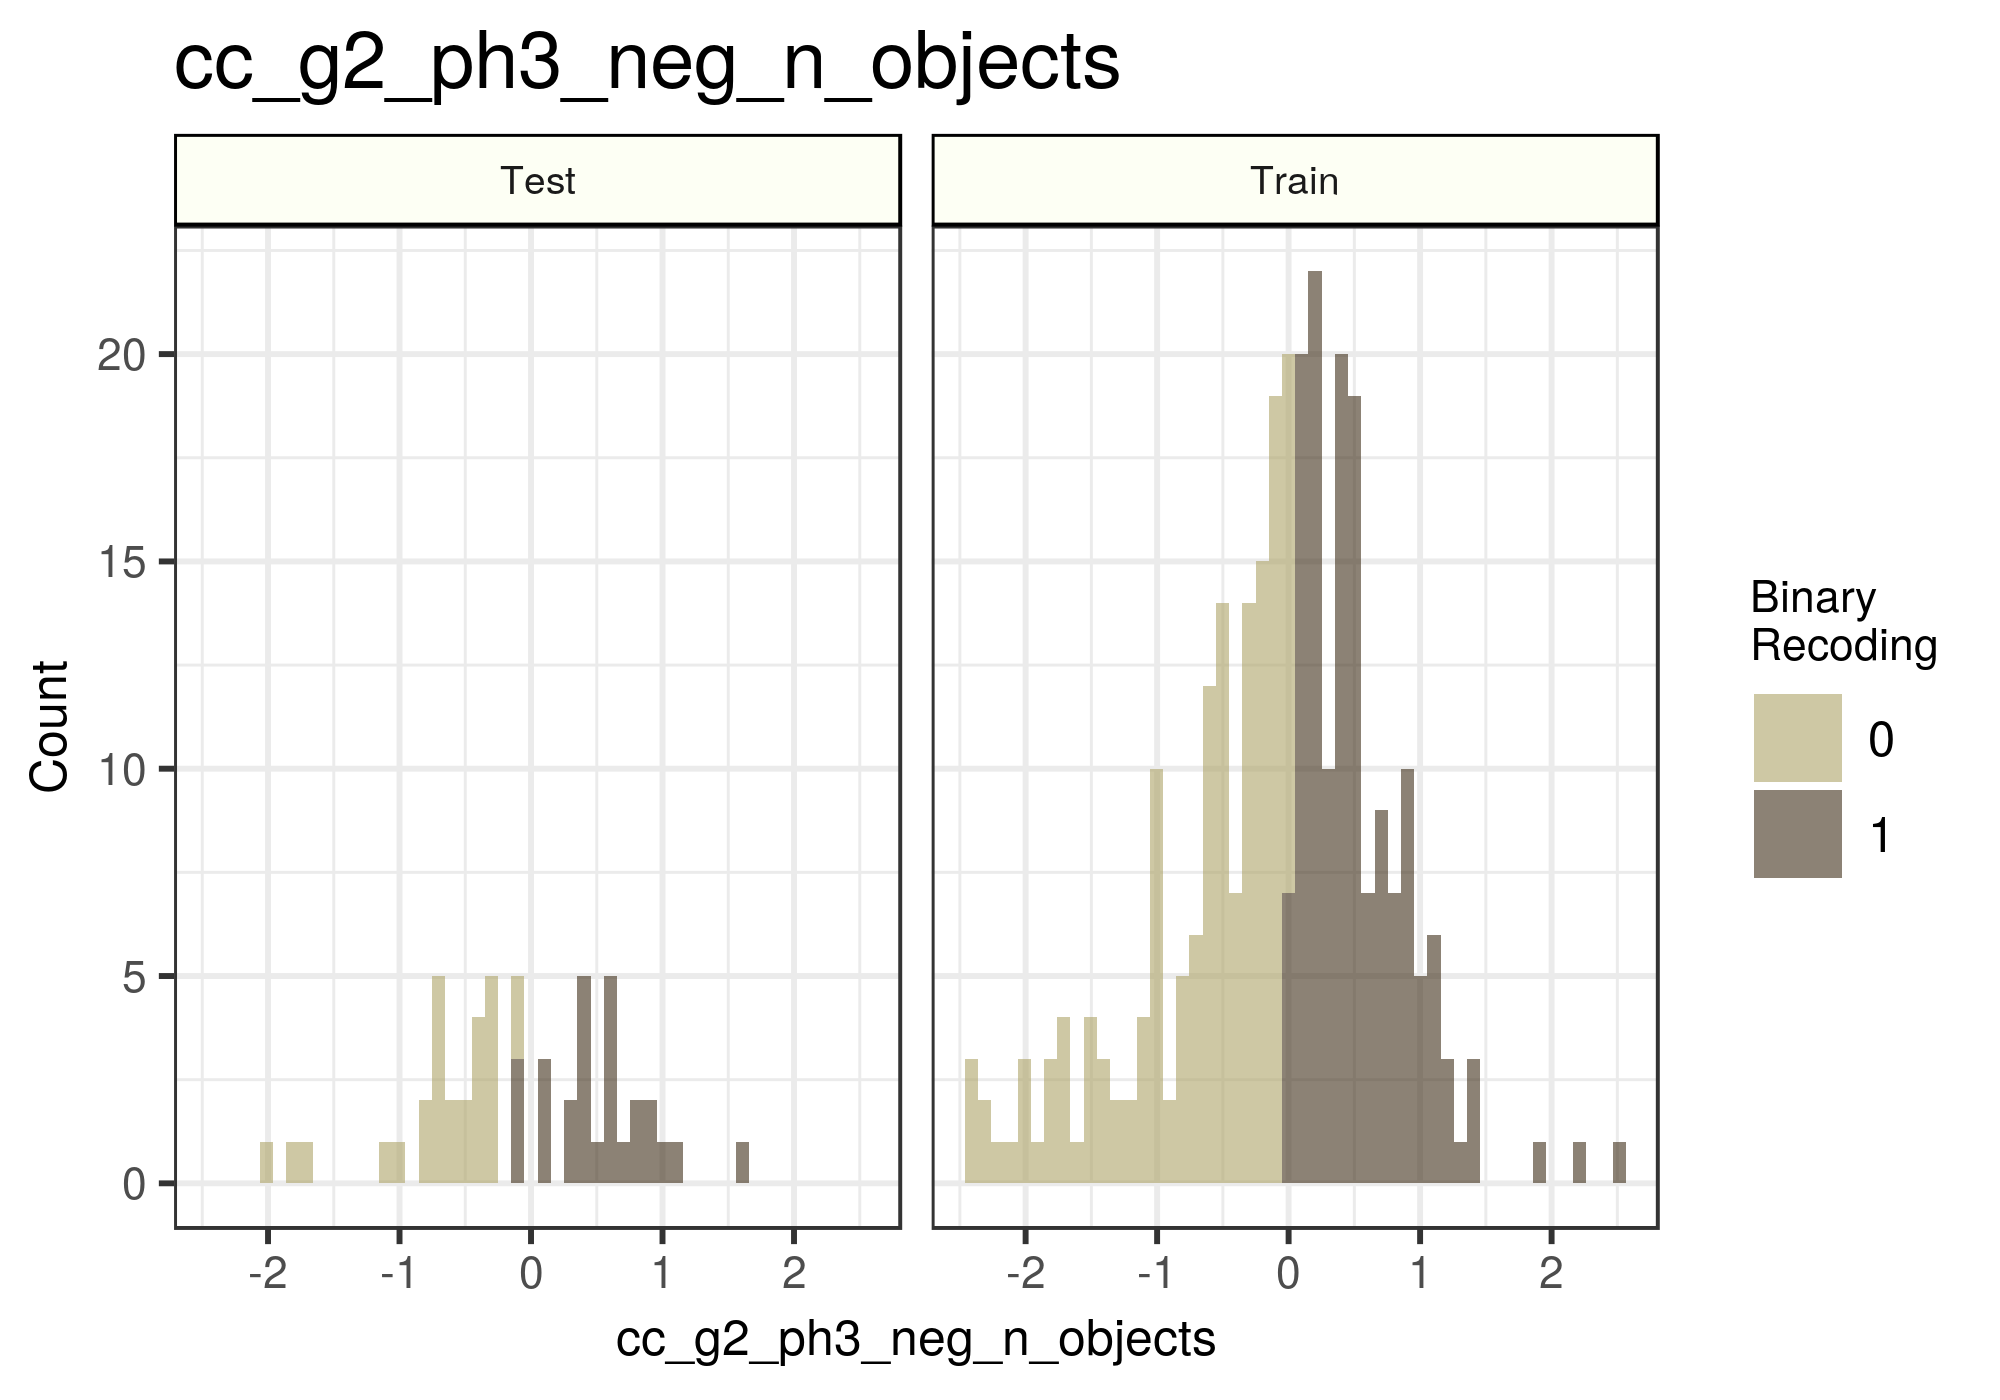 cc_g2_ph3_neg_n_objects
Test
Train
20
15
10
5
0
Count
-2 -1 0 1 2
-2 -1 0 1 2
cc_g2_ph3_neg_n_objects
Binary
Recoding
0
1